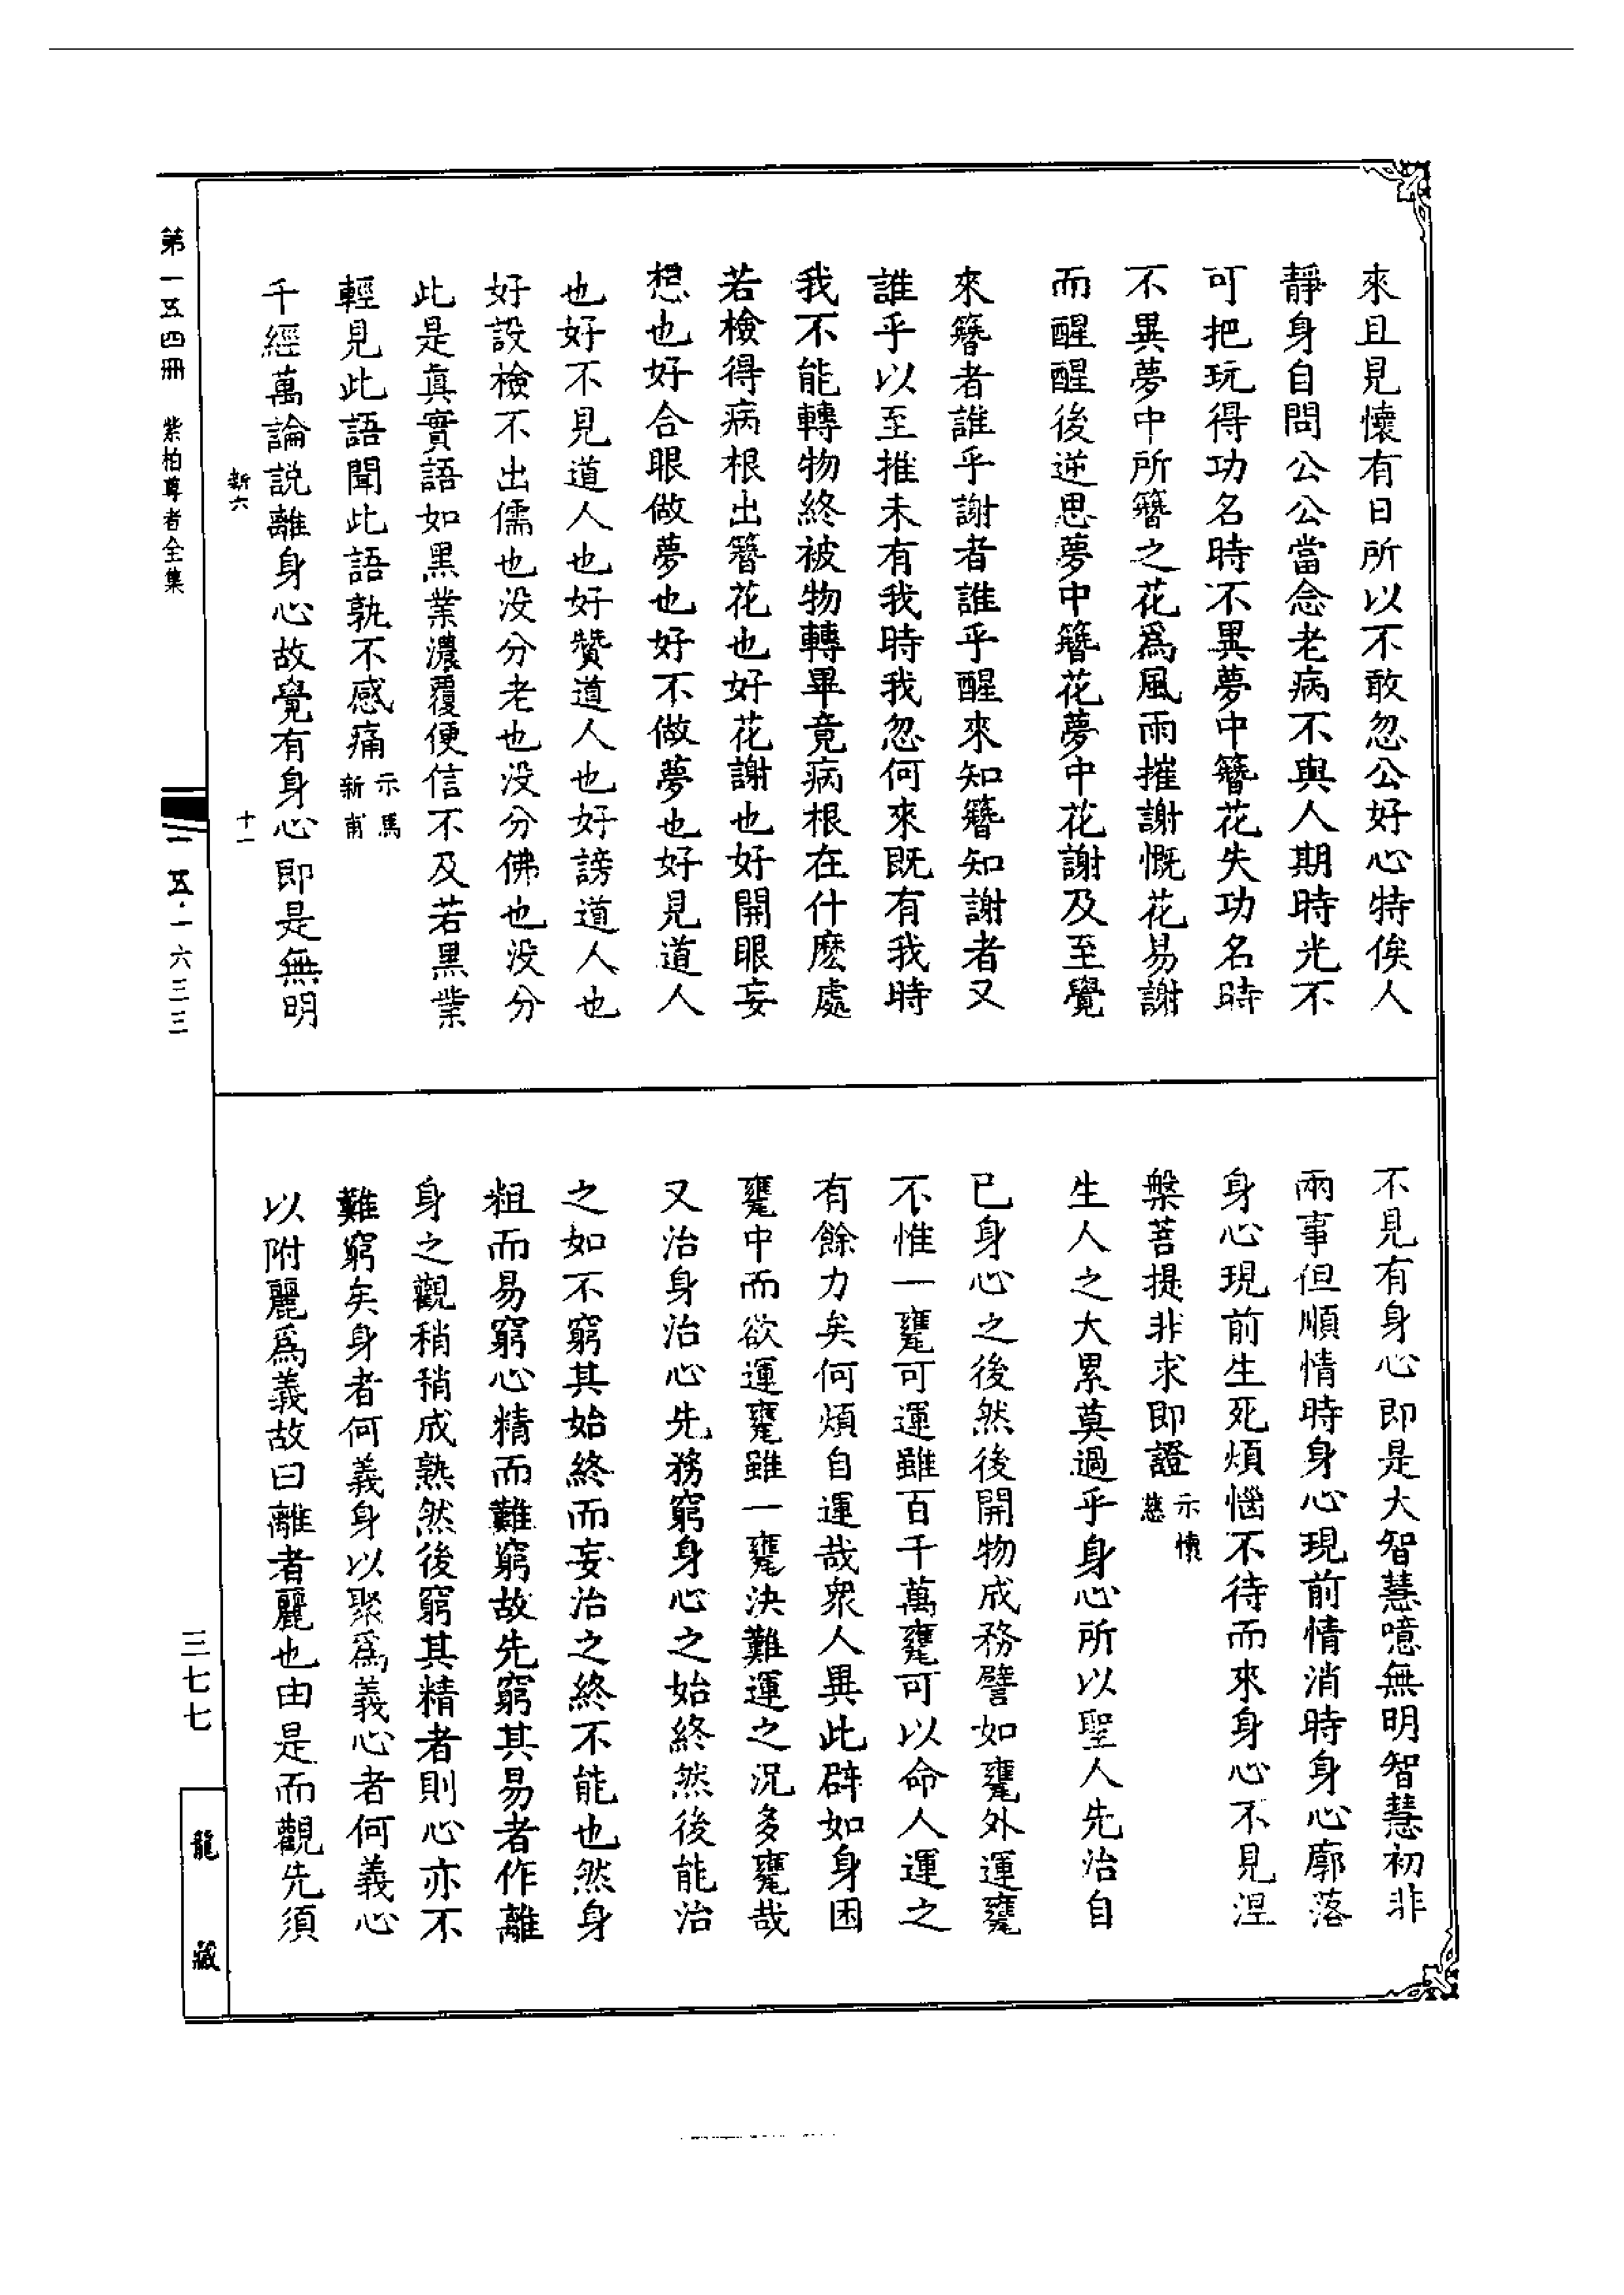 來且見懷有日所以不敢忽公好心特俟人
靜身自問公公當念老病不與人期時光不
可把玩得功名時不異夢中簪花失功名時
不異夢中所簪之花爲風雨摧謝慨花易謝
而醒醒後逆思夢中簪花夢中花謝及至覺
來簪者誰乎謝者誰乎醒來知簪知謝者又
誰乎以至推未有我時我忽何來既有我時
我不能轉物終被物轉畢竟病根在什麽處
若檢得病根出簪花也好花謝也好開眼妄
想也好合眼做夢也好不做夢也好見道人
也好不見道人也好贊道人也好謗道人也
好設檢不出儒也没分老也没分佛也没分
此是真實語如黑業濃覆便信不及若黑業
輕見此語聞此語孰不感痛示馬新甫
千經萬論説離身心故覺有身心即是無明
新六 十一
第一五四冊 紫柏尊者全集
一五·一六三三
不見有身心即是大智慧噫無明智慧初非
兩事但順情時身心現前情消時身心廓落
身心現前生死煩惱不待而來身心不見涅
槃菩提非求即證示懷慈
生人之大累莫過乎身心所以聖人先治自
已身心之後然後開物成務譬如甕外運甕
不惟一甕可運雖百千萬甕可以命人運之
有餘力矣何煩自運哉衆人異此辟如身困
甕中而欲運甕雖一甕決難運之況多甕哉
又治身治心先務窮身心之始終然後能治
之如不窮其始終而妄治之終不能也然身
粗而易窮心精而難窮故先窮其易者作離
身之觀稍稍成熟然後窮其精者則心亦不
難窮矣身者何義身以聚爲義心者何義心
以附麗爲義故曰離者麗也由是而觀先須
三七七
龍藏